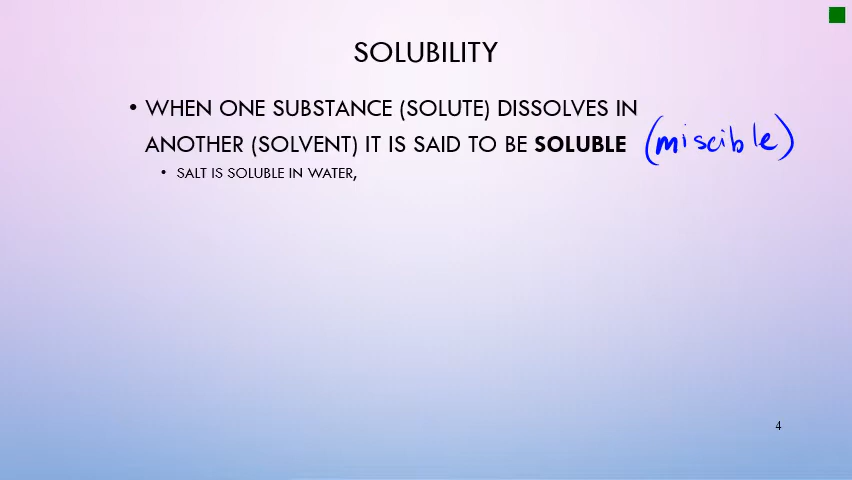 SOLUBILITY
• WHEN ONE SUBSTANCE (SOLUTE) DISSOLVES IN
ANOTHER (SOLVENT) IT IS SAID TO BE SOLUBLE (miscible)
• SALT IS SOLUBLE IN WATER,
4